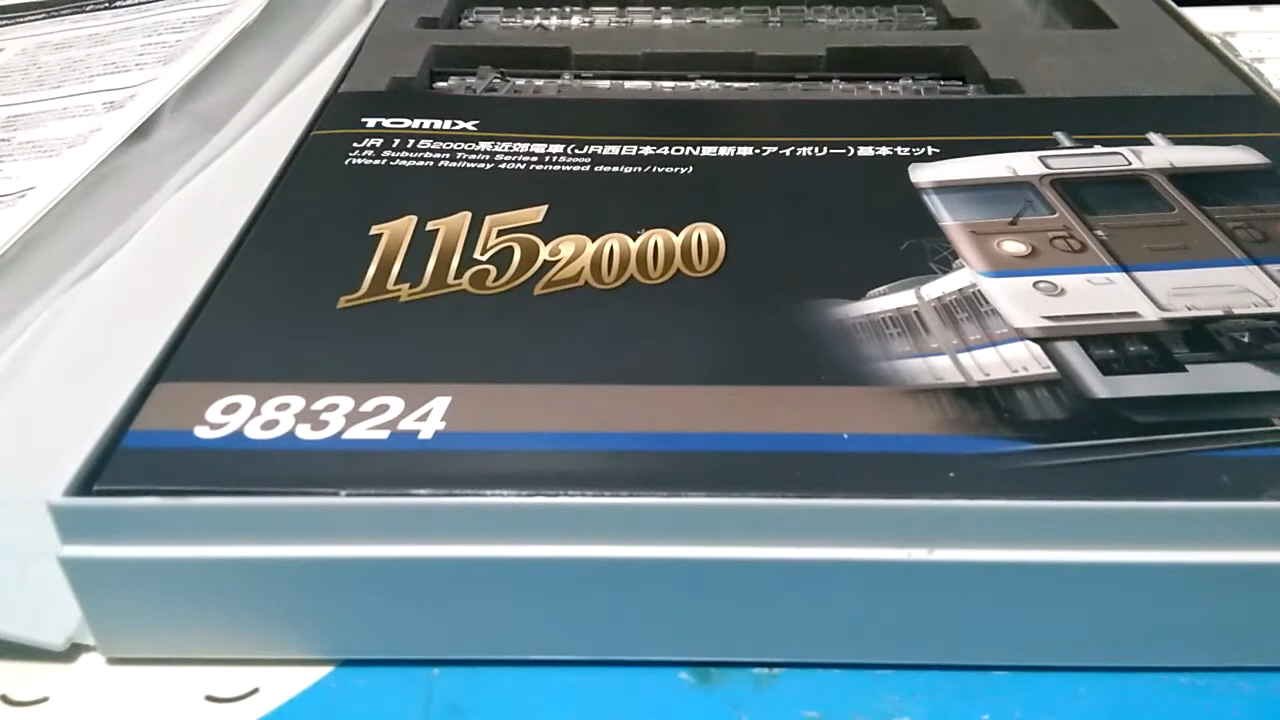 TOMIX
JR 115 2000系近郊電車(JR西日本40N更新車・アイボリー)基本セット
J.R. Suburban Train Series 115 2000
(West Japan Railway 40N renewed design/ivory)
115 2000
98324